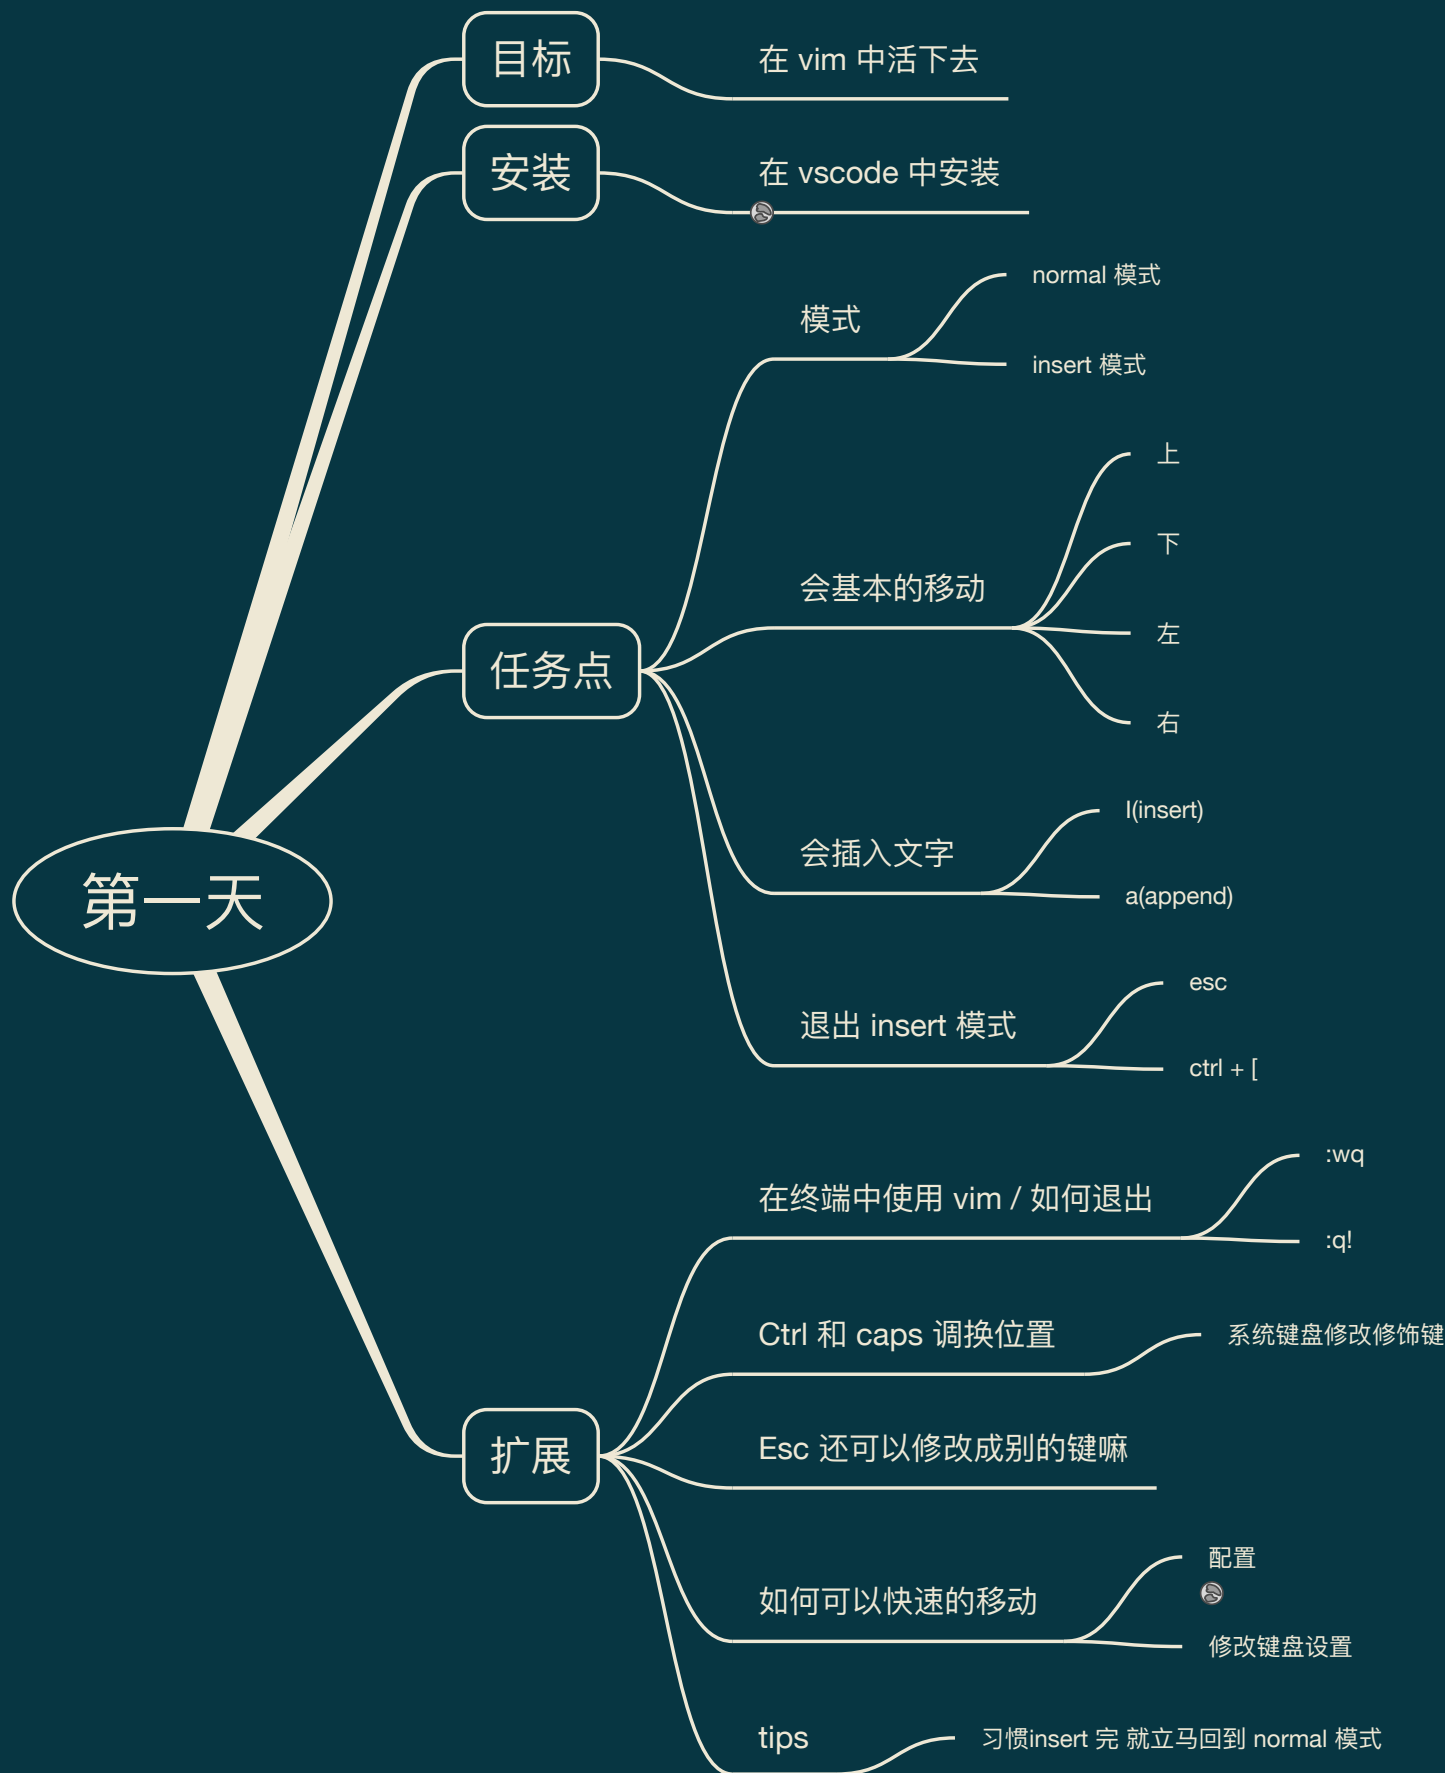 目标
在 vim 中活下去
安装
在 vscode 中安装
模式
normal 模式
insert 模式
任务点
会基本的移动
上
下
左
右
会插入文字
I(insert)
a(append)
退出 insert 模式
esc
ctrl + [
第一天
扩展
在终端中使用 vim / 如何退出
:wq
:q!
Ctrl 和 caps 调换位置
系统键盘修改修饰键
Esc 还可以修改成别的键嘛
如何可以快速的移动
配置
修改键盘设置
tips
习惯insert 完 就立马回到 normal 模式